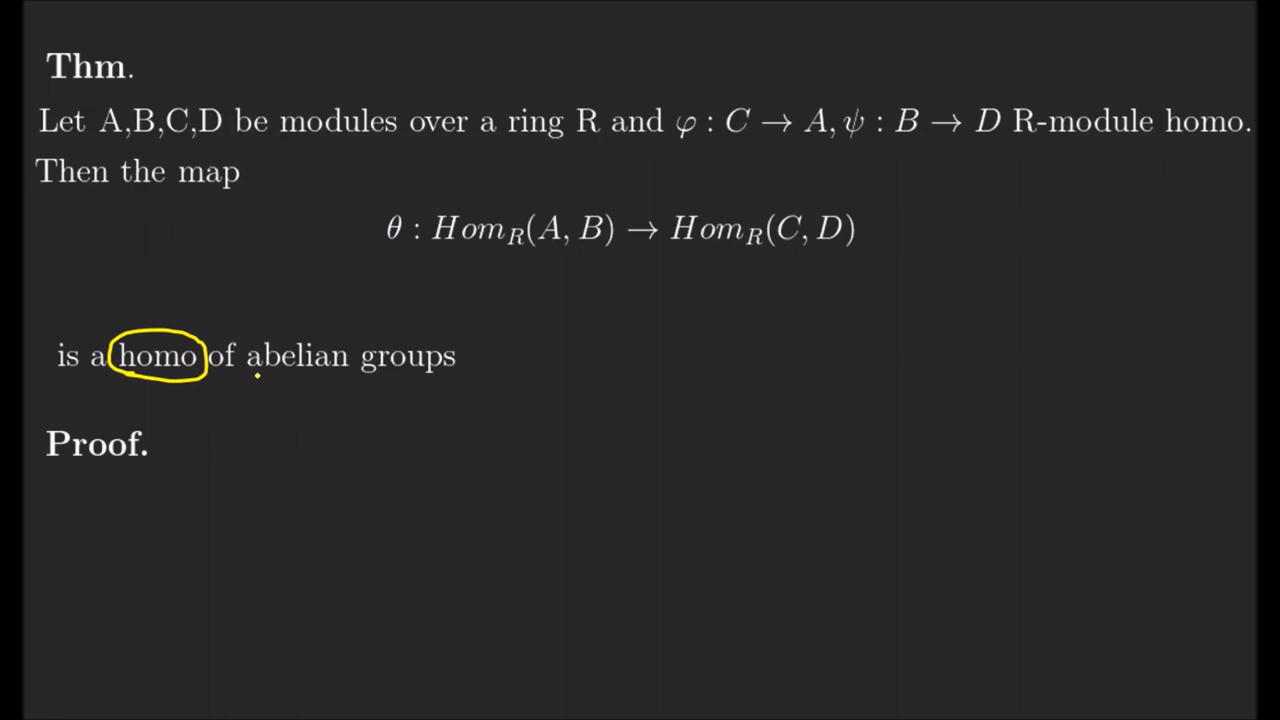 Thm.
Let A,B,C,D be modules over a ring R and φ : C → A, ψ : B → D R-module homo.
Then the map
θ : Hom_R(A, B) → Hom_R(C, D)
is a homo of abelian groups
Proof.